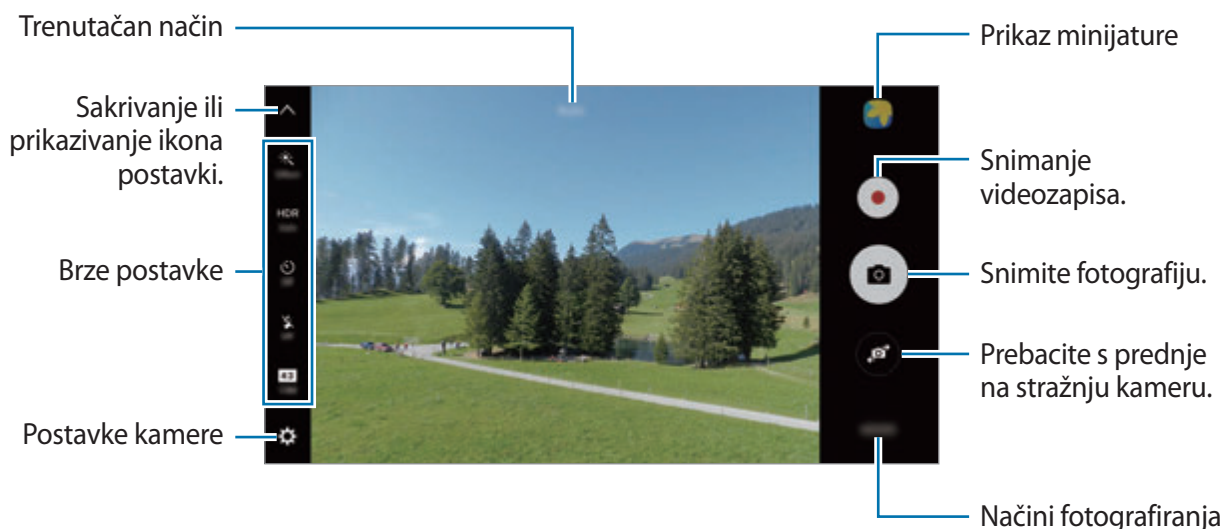 Trenutačan način
Sakrivanje ili
prikazivanje ikona
postavki.
Brze postavke
Postavke kamere
HDR
Prikaz minijature
Snimanje
videozapisa.
Snimite fotografiju.
Prebacite s prednje
na stražnju kameru.
Načini fotografiranja